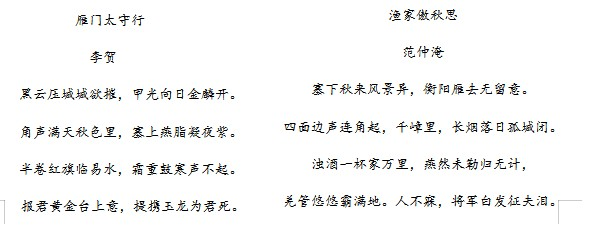 雁门太守行
李贺
黑云压城城欲摧，甲光向日金鳞开。
角声满天秋色里，塞上燕脂凝夜紫。
半卷红旗临易水，霜重鼓寒声不起。
报君黄金台上意，提携玉龙为君死。
渔家傲秋思
范仲淹
塞下秋来风景异，衡阳雁去无留意。
四面边声连角起，千嶂里，长烟落日孤城闭。
浊酒一杯家万里，燕然未勒归无计，
羌管悠悠霜满地。人不寐，将军白发征夫泪。